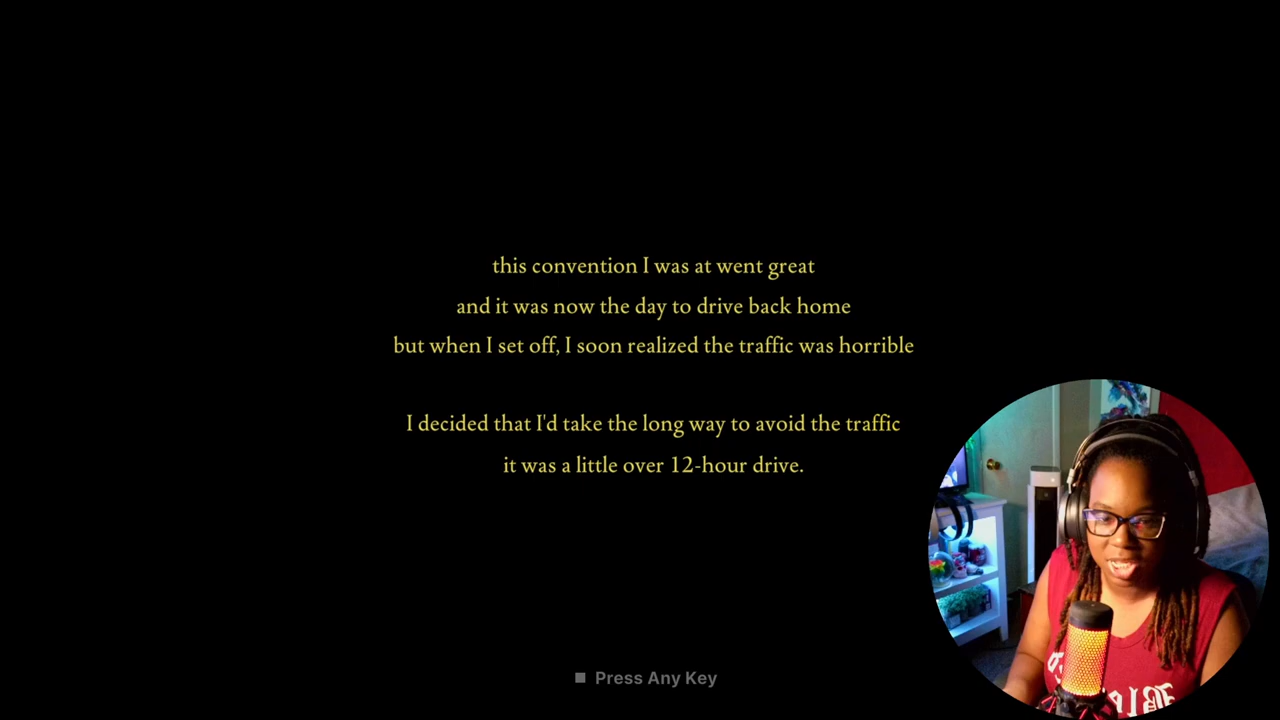 this convention I was at went great
and it was now the day to drive back home
but when I set off, I soon realized the traffic was horrible
I decided that I'd take the long way to avoid the traffic
it was a little over 12-hour drive.
Press Any Key